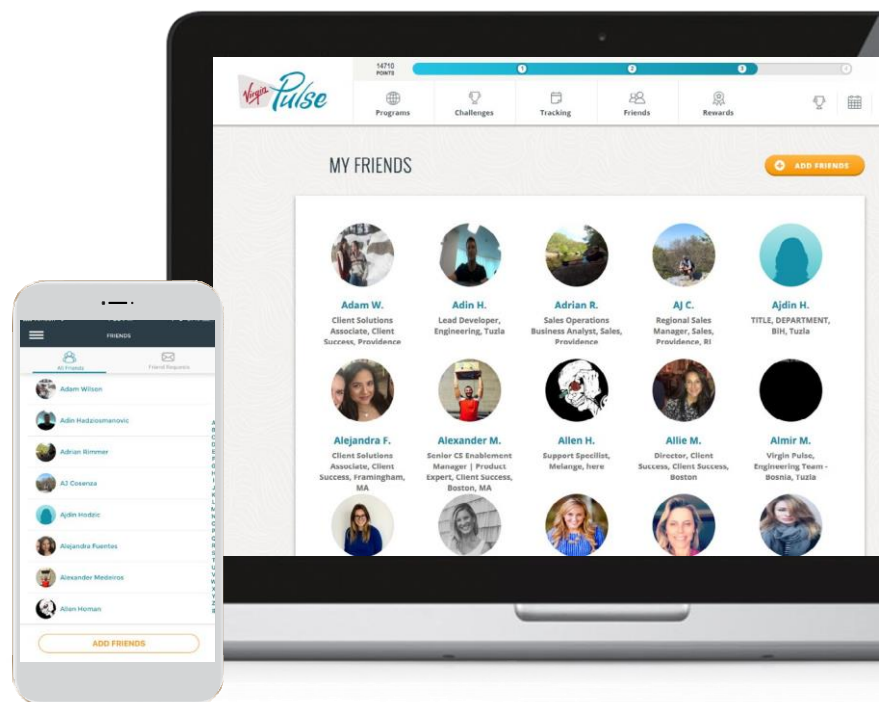 14710
POINTS
1
2
3
4
Virgin Pulse
Programs
Challenges
Tracking
Friends
Rewards
MY FRIENDS
ADD FRIENDS
Adam W.
Client Solutions
Associate, Client
Success, Providence
Adin H.
Lead Developer,
Engineering, Tuzla
Adrian R.
Sales Operations
Business Analyst, Sales,
Providence
AJ C.
Regional Sales
Manager, Sales,
Providence, RI
Ajdin H.
TITLE, DEPARTMENT,
BiH, Tuzla
Alejandra F.
Client Solutions
Associate, Client
Success, Framingham,
MA
Alexander M.
Senior CS Enablement
Manager | Product
Expert, Client Success,
Boston, MA
Allen H.
Support Specilist,
Melange, here
Allie M.
Director, Client
Success, Client Success,
Boston
Almir M.
Virgin Pulse,
Engineering Team -
Bosnia, Tuzla
FRIENDS
All Friends
Friend Requests
Adam Wilson
Adin Hadziosmanovic
Adrian Rimmer
AJ Cosenza
Ajdin Hodzic
Alejandra Fuentes
Alexander Medeiros
Allen Homan
ADD FRIENDS